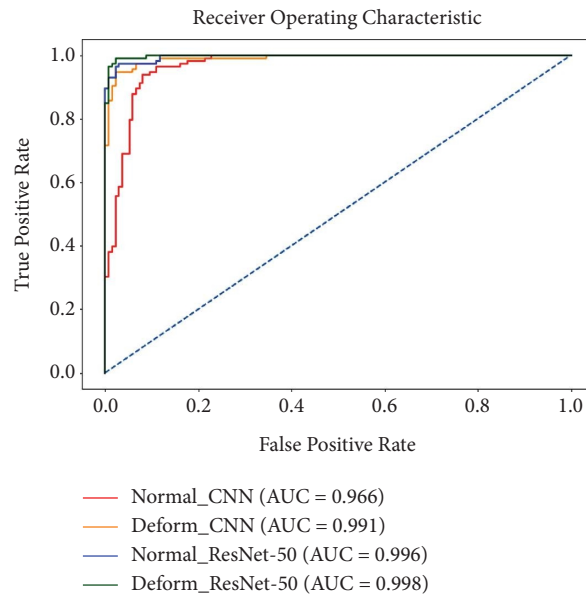 Receiver Operating Characteristic
1.0
0.8
0.6
0.4
0.2
0.0
True Positive Rate
0.0 0.2 0.4 0.6 0.8 1.0
False Positive Rate
Normal_CNN (AUC = 0.966)
Deform_CNN (AUC = 0.991)
Normal_ResNet-50 (AUC = 0.996)
Deform_ResNet-50 (AUC = 0.998)